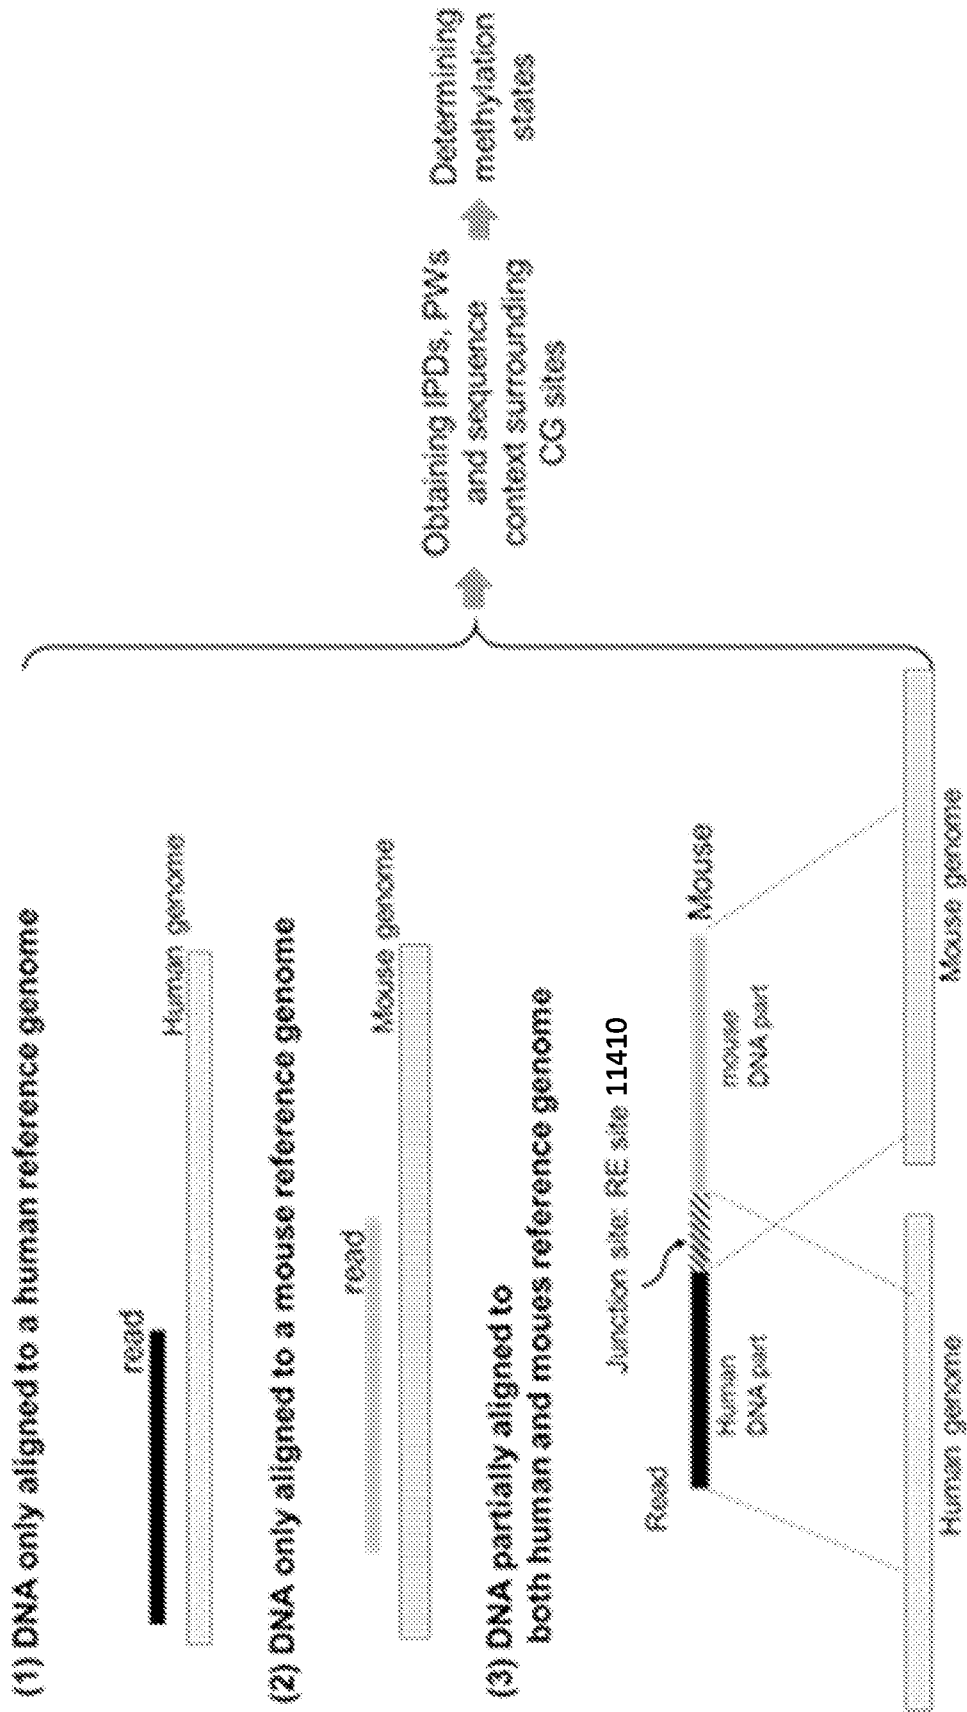 (1) DNA only aligned to a human reference genome
read
Human genome
(2) DNA only aligned to a mouse reference genome
read
Mouse genome
(3) DNA partially aligned to
both human and moues reference genome
Junction site: RE site 11410
Read
Mouse
Human
DNA part
mouse
DNA part
Human genome
Mouse genome
Obtaining IPDs, PWs
and sequence
context surrounding
CG sites
Determining
methylation
states